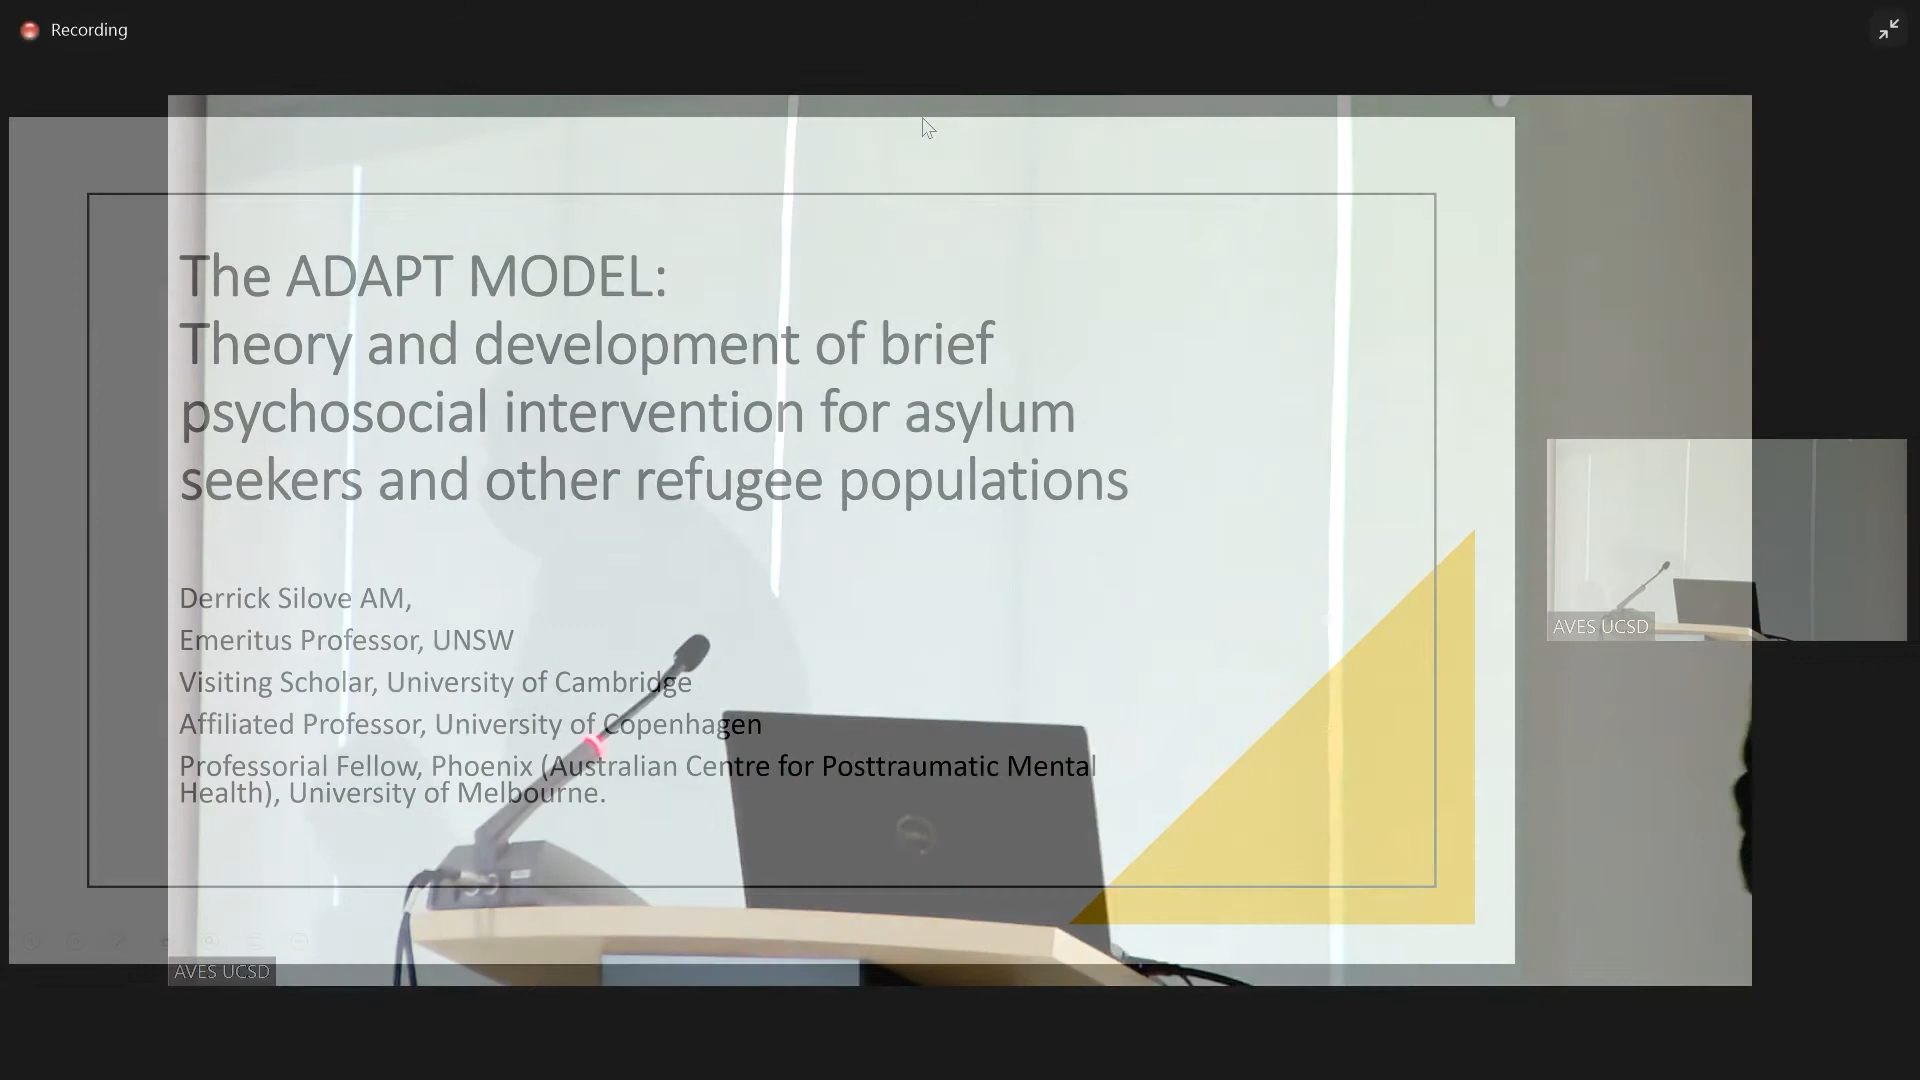 Recording
The ADAPT MODEL:
Theory and development of brief
psychosocial intervention for asylum
seekers and other refugee populations
Derrick Silove AM,
Emeritus Professor, UNSW
Visiting Scholar, University of Cambridge
Affiliated Professor, University of Copenhagen
Professorial Fellow, Phoenix (Australian Centre for Posttraumatic Mental
Health), University of Melbourne.
AVES UCSD
AVES UCSD